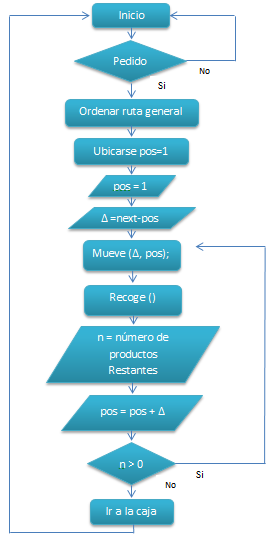 Inicio
Pedido
No
Si
Ordenar ruta general
Ubicarse pos=1
pos = 1
Δ =next-pos
Mueve (Δ, pos);
Recoge ()
n = número de
productos
Restantes
pos = pos + Δ
n > 0
Si
No
Ir a la caja